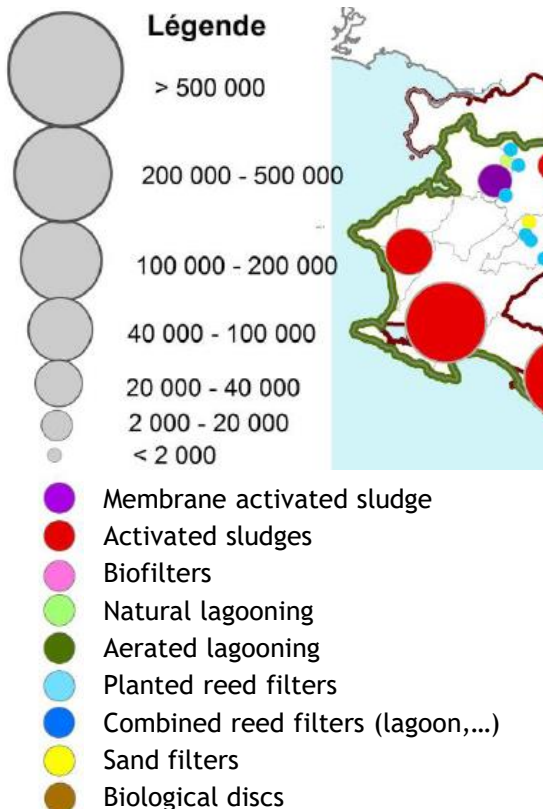 Légende
> 500 000
200 000 - 500 000
100 000 - 200 000
40 000 - 100 000
20 000 - 40 000
2 000 - 20 000
< 2 000
Membrane activated sludge
Activated sludges
Biofilters
Natural lagooning
Aerated lagooning
Planted reed filters
Combined reed filters (lagoon,…)
Sand filters
Biological discs